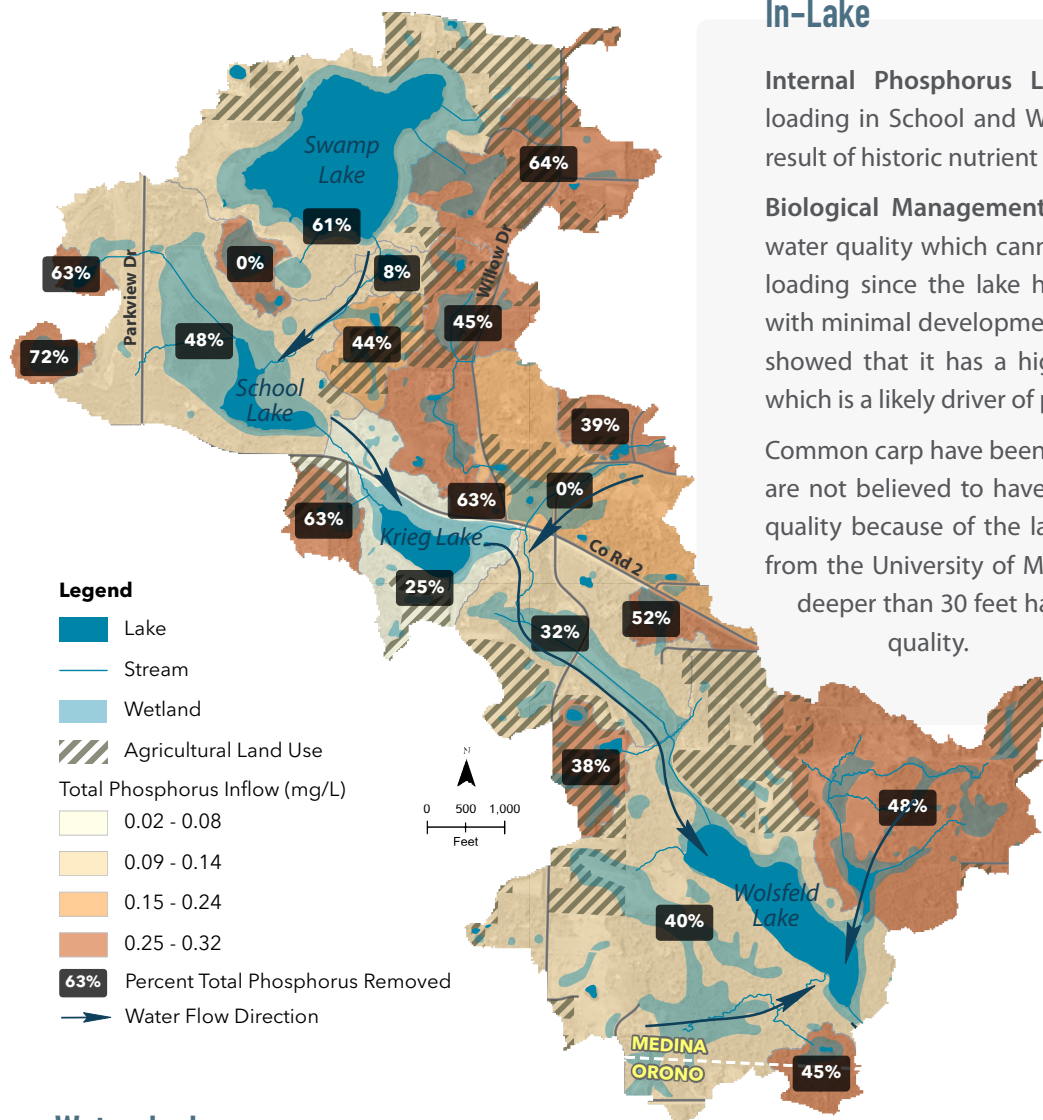 In-Lake
Internal Phosphorus L
loading in School and W
result of historic nutrient
Biological Management
water quality which cann
loading since the lake h
with minimal developme
showed that it has a hig
which is a likely driver of p
Common carp have been
are not believed to have
quality because of the la
from the University of M
deeper than 30 feet ha
quality.
Swamp
Lake
64%
61%
0%
8%
63%
Parkview Dr
Willow Dr
48%
44%
45%
72%
School
Lake
39%
63%
0%
63%
Krieg Lake
Co Rd 2
25%
52%
32%
38%
48%
Wolsfeld
Lake
40%
MEDINA
ORONO
45%
Legend
Lake
Stream
Wetland
Agricultural Land Use
Total Phosphorus Inflow (mg/L)
0.02 - 0.08
0.09 - 0.14
0.15 - 0.24
0.25 - 0.32
63% Percent Total Phosphorus Removed
Water Flow Direction
N
0 500 1,000
Feet